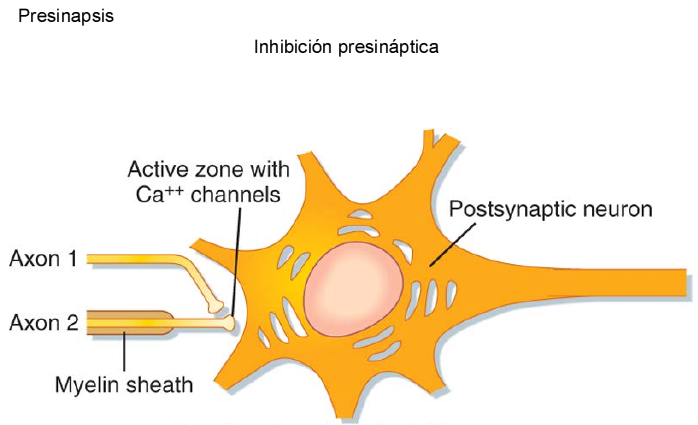 Presinapsis
Inhibición presináptica
Active zone with
Ca⁺⁺ channels
Postsynaptic neuron
Axon 1
Axon 2
Myelin sheath